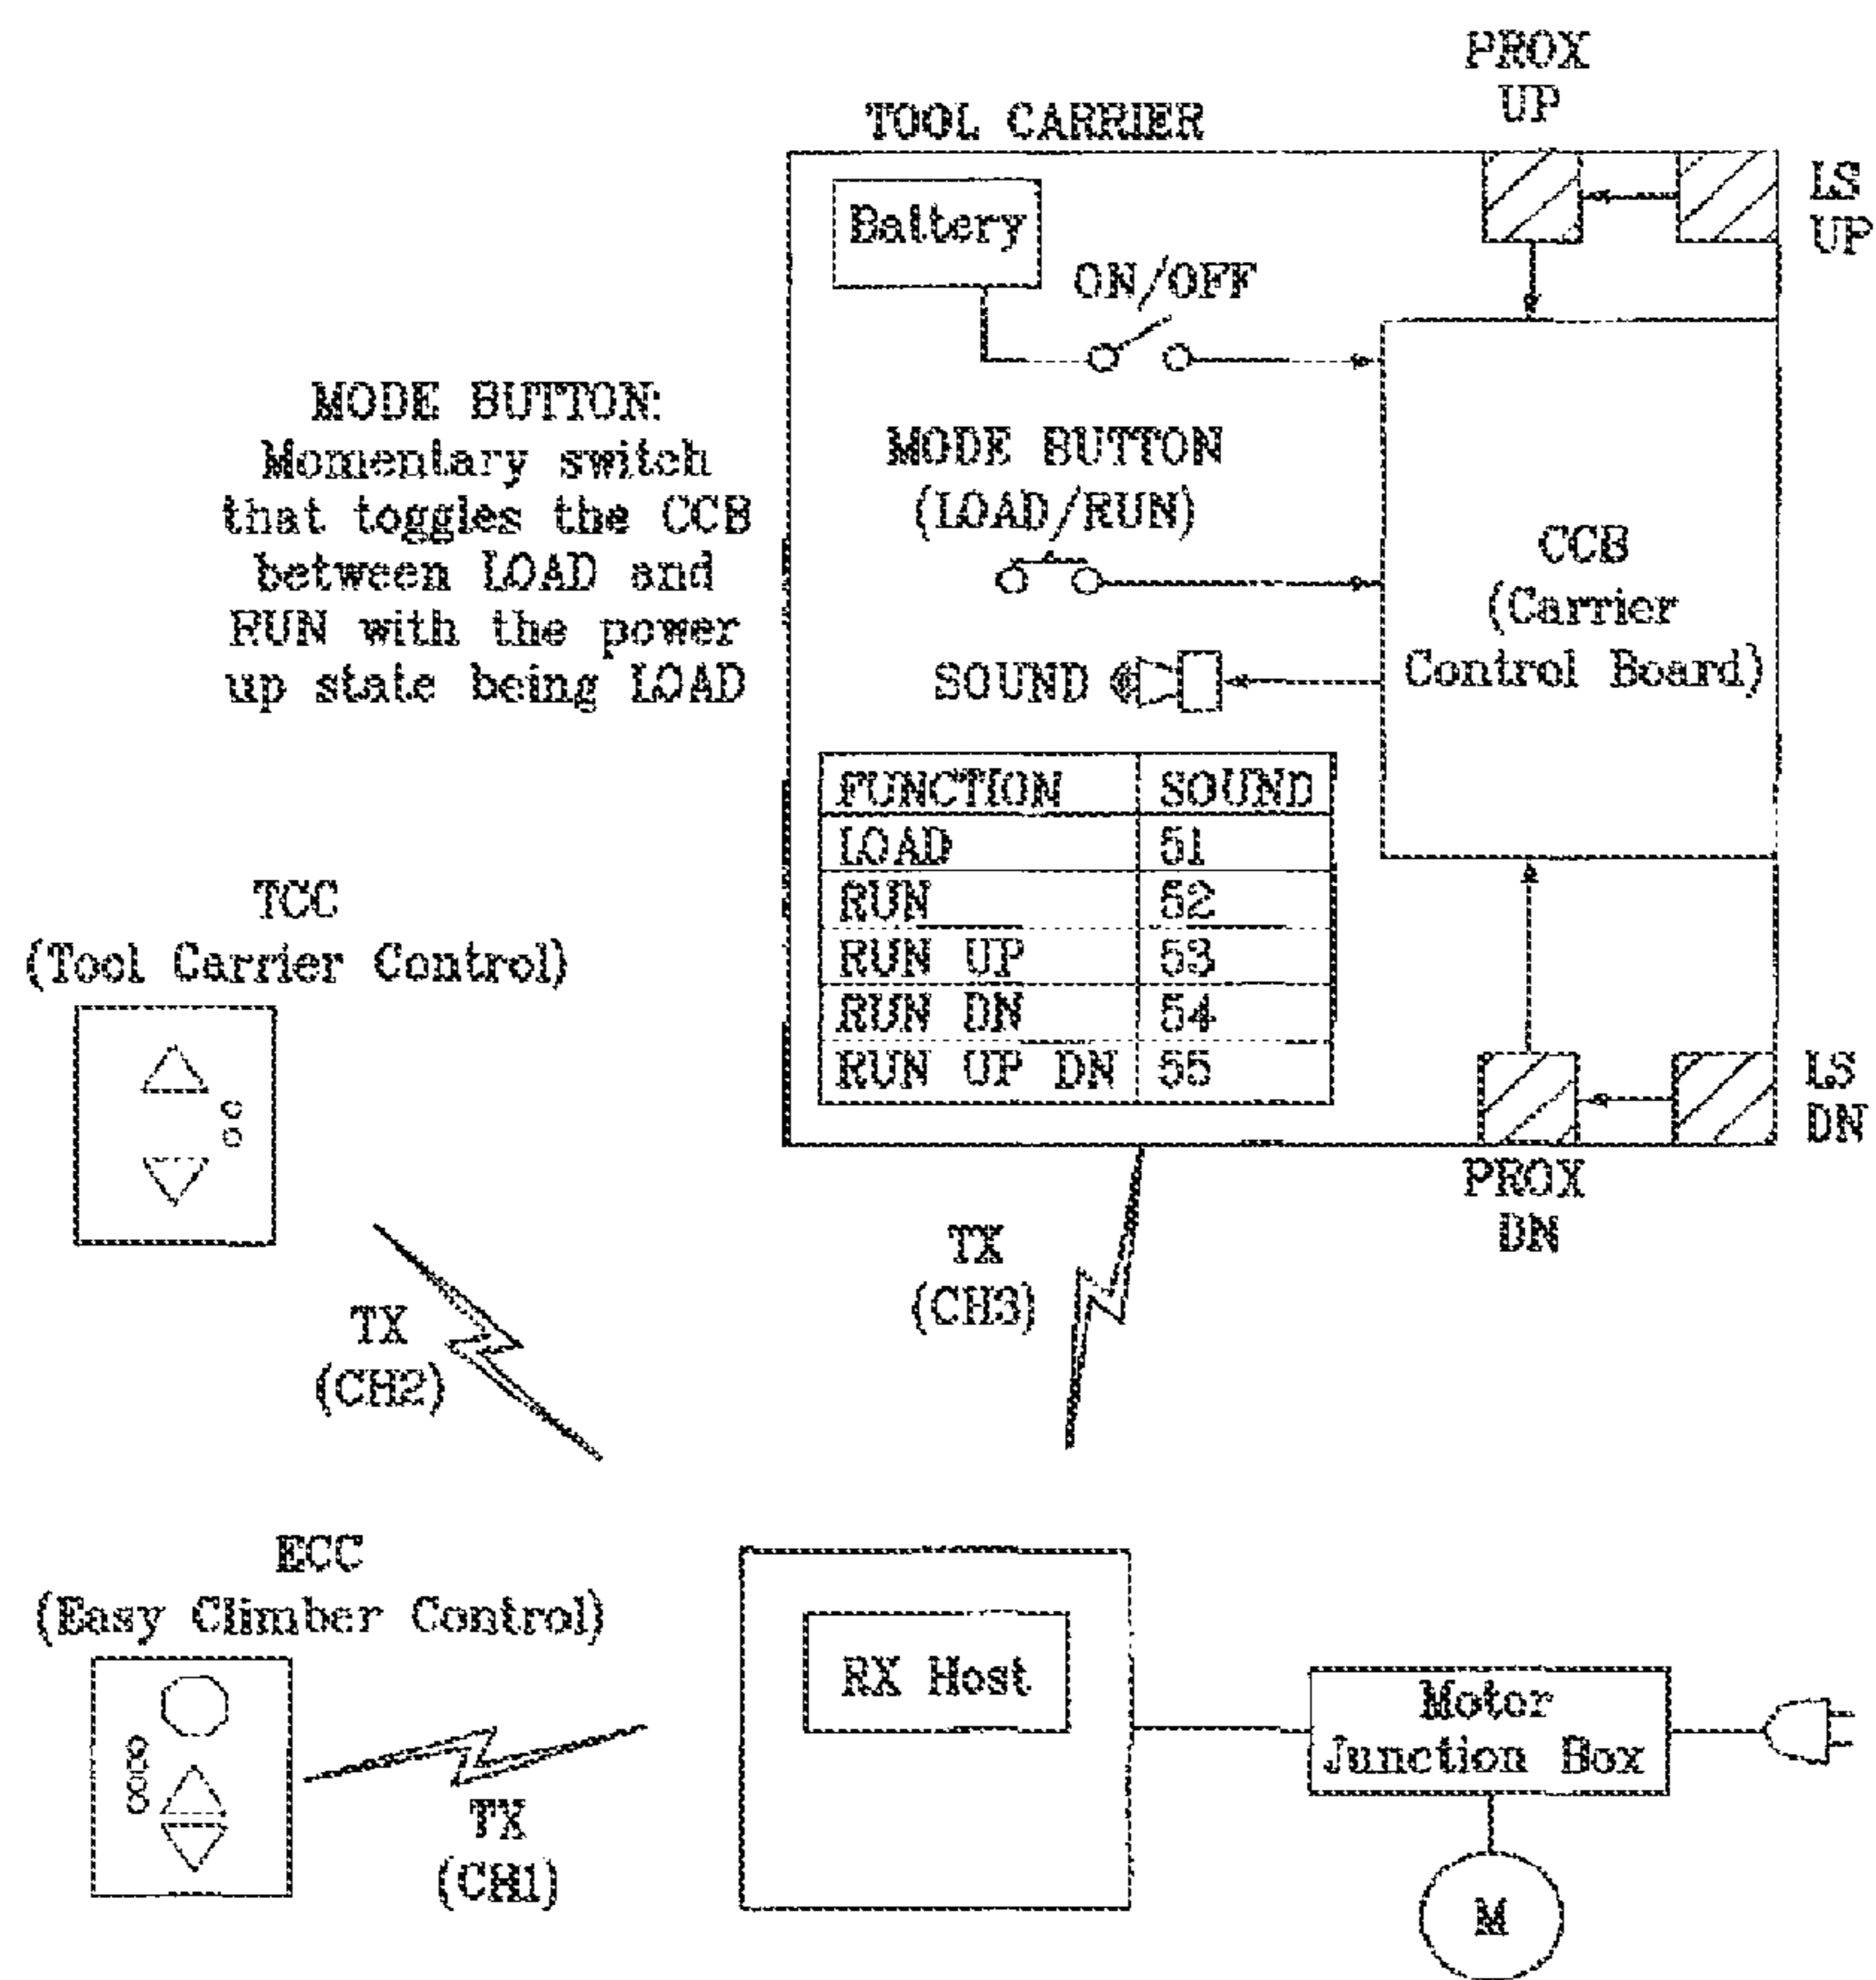 PROX
UP
TOOL CARRIER
LS
UP
Battery
ON/OFF
MODE BUTTON:
Momentary switch
that toggles the CCB
between LOAD and
RUN with the power
up state being LOAD
MODE BUTTON
(LOAD/RUN)
CCB
(Carrier
Control Board)
SOUND
FUNCTION SOUND
LOAD 51
RUN 52
RUN UP 53
RUN DN 54
RUN UP DN 55
TCC
(Tool Carrier Control)
LS
DN
PROX
DN
TX
(CH3)
TX
(CH2)
ECC
(Easy Climber Control)
RX Host
Motor
Junction Box
TX
(CH1)
M